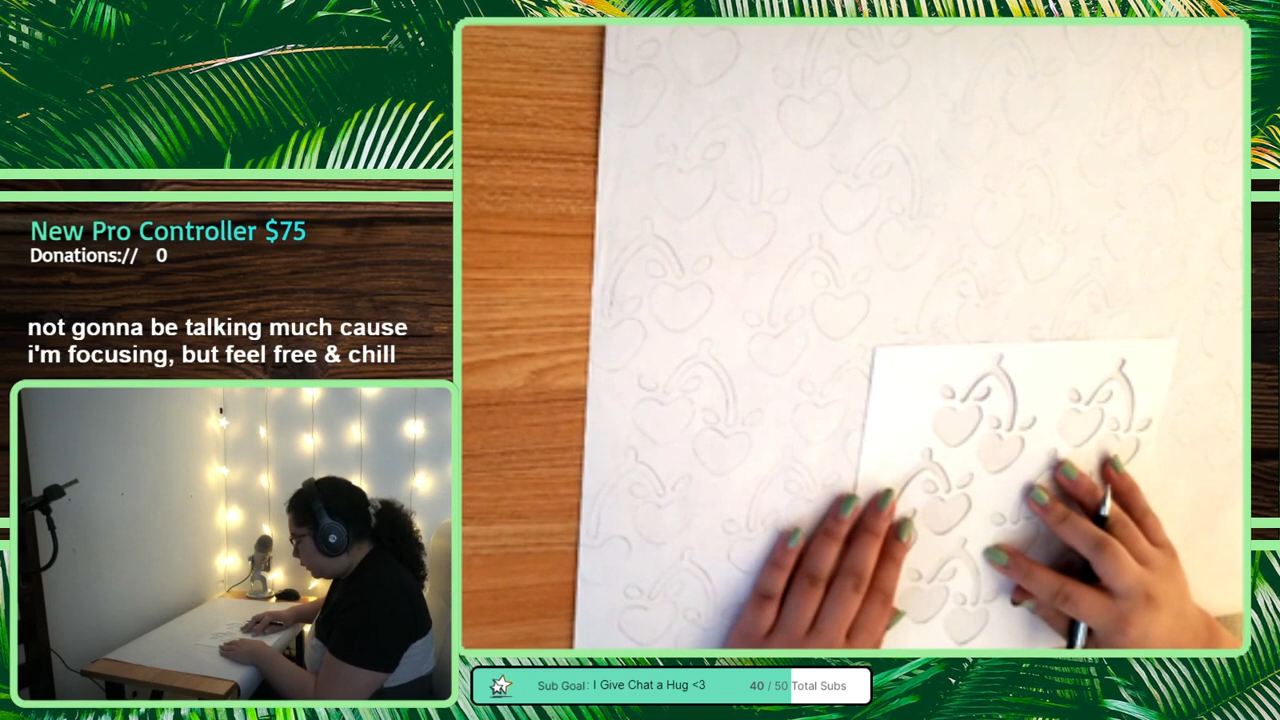 New Pro Controller $75
Donations:// 0
not gonna be talking much cause
i'm focusing, but feel free & chill
Sub Goal: I Give Chat a Hug <3 40 / 50 Total Subs